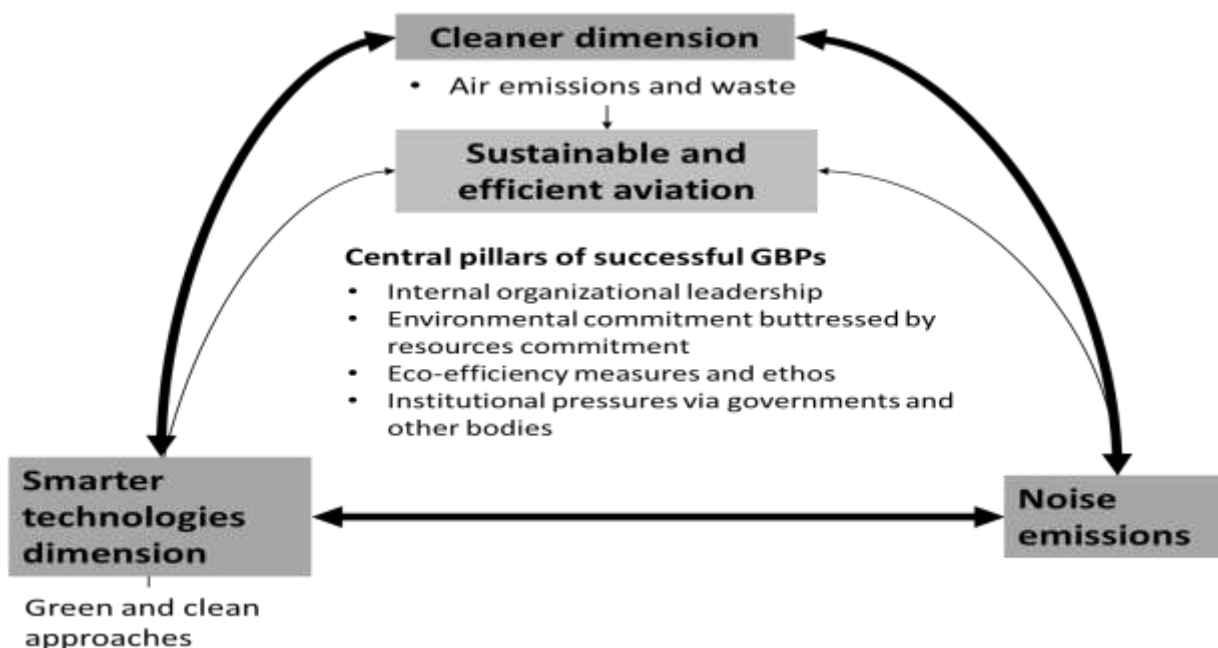 Cleaner dimension
• Air emissions and waste
Sustainable and
efficient aviation
Central pillars of successful GBPs
• Internal organizational leadership
• Environmental commitment buttressed by
resources commitment
• Eco-efficiency measures and ethos
• Institutional pressures via governments and
other bodies
Smarter
technologies
dimension
Green and clean
approaches
Noise
emissions